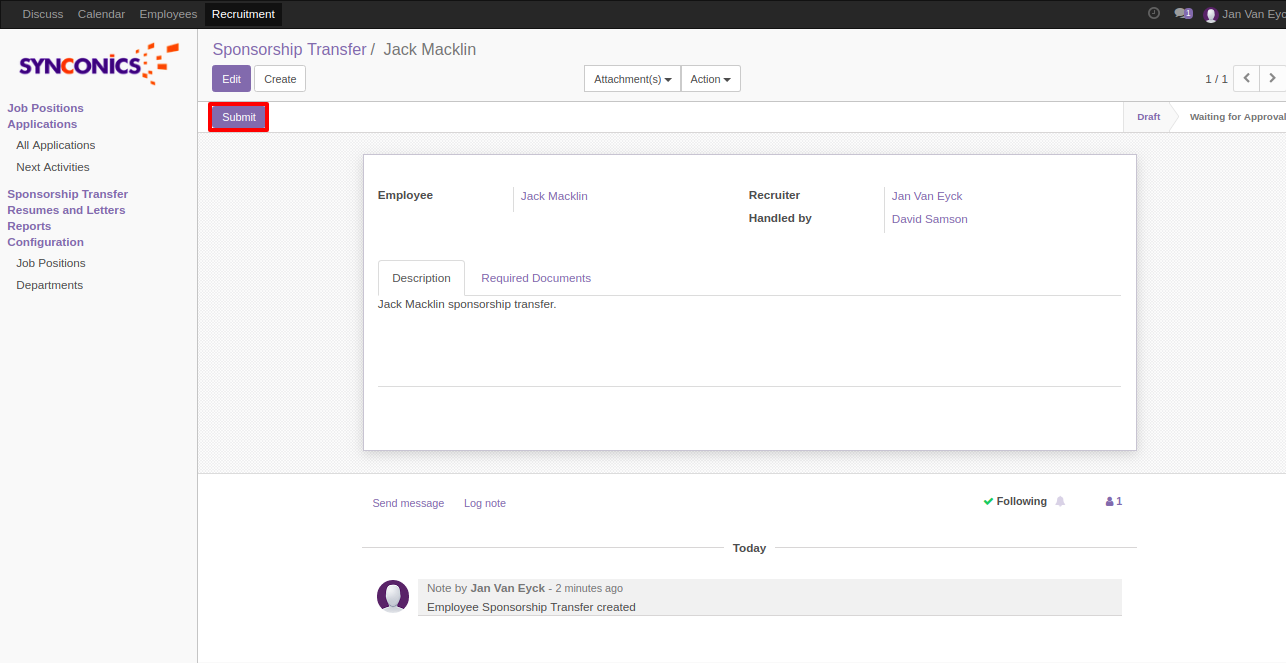 Discuss Calendar Employees Recruitment 1 Jan Van Eyc
SYNCONICS
Sponsorship Transfer / Jack Macklin
Edit Create Attachment(s) Action 1 / 1
Submit Draft Waiting for Approval
Job Positions
Applications
All Applications
Next Activities
Sponsorship Transfer
Resumes and Letters
Reports
Configuration
Job Positions
Departments
Employee Jack Macklin Recruiter Jan Van Eyck
Handled by David Samson
Description Required Documents
Jack Macklin sponsorship transfer.
Send message Log note Following 1
Today
Note by Jan Van Eyck - 2 minutes ago
Employee Sponsorship Transfer created